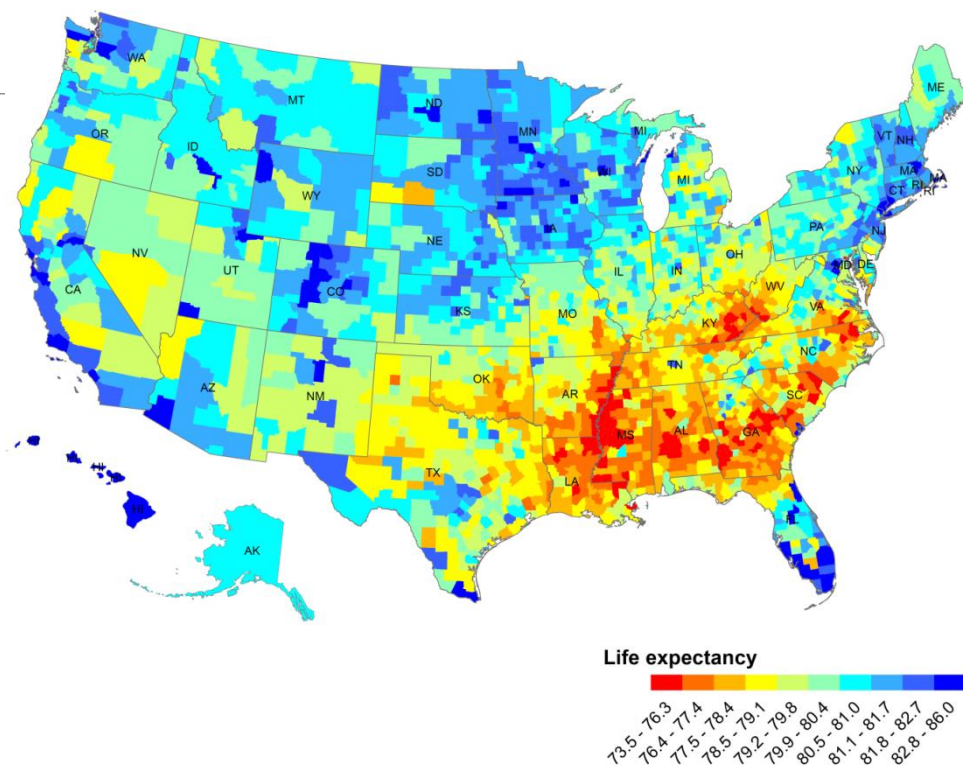 WA
MT
ND
MN
ME
OR
ID
SD
WI
MI
VT
NH
WY
MI
NY
MA
MA
CT
RI
RI
NE
IA
PA
NJ
NV
UT
CO
IL
IN
OH
MD
DE
CA
KS
MO
WV
KY
VA
AZ
NM
OK
TN
NC
AR
SC
MS
AL
GA
TX
LA
FL
HI
HI
AK
Life expectancy
73.5 - 76.3
76.4 - 77.4
77.5 - 78.4
78.5 - 79.1
79.2 - 79.8
79.9 - 80.4
80.5 - 81.0
81.1 - 81.7
81.8 - 82.7
82.8 - 86.0